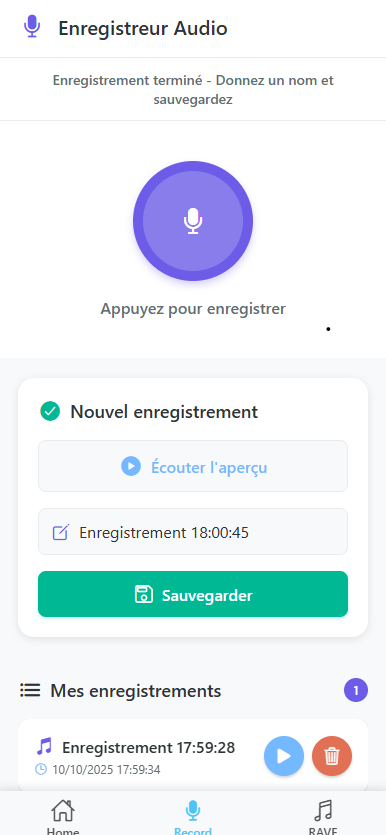 Enregistreur Audio
Enregistrement terminé - Donnez un nom et
sauvegardez
Appuyez pour enregistrer
Nouvel enregistrement
Écouter l'aperçu
Enregistrement 18:00:45
Sauvegarder
Mes enregistrements
1
Enregistrement 17:59:28
10/10/2025 17:59:34
Home
Record
RAVE